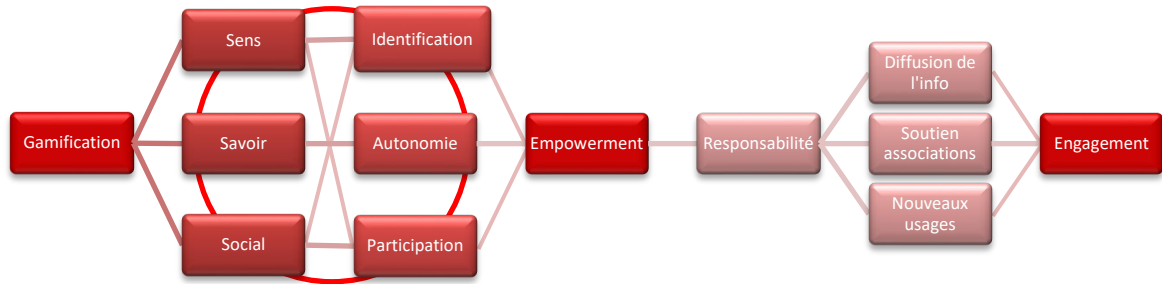 Gamification
Sens
Savoir
Social
Identification
Autonomie
Participation
Empowerment
Responsabilité
Diffusion de
l'info
Soutien
associations
Nouveaux
usages
Engagement